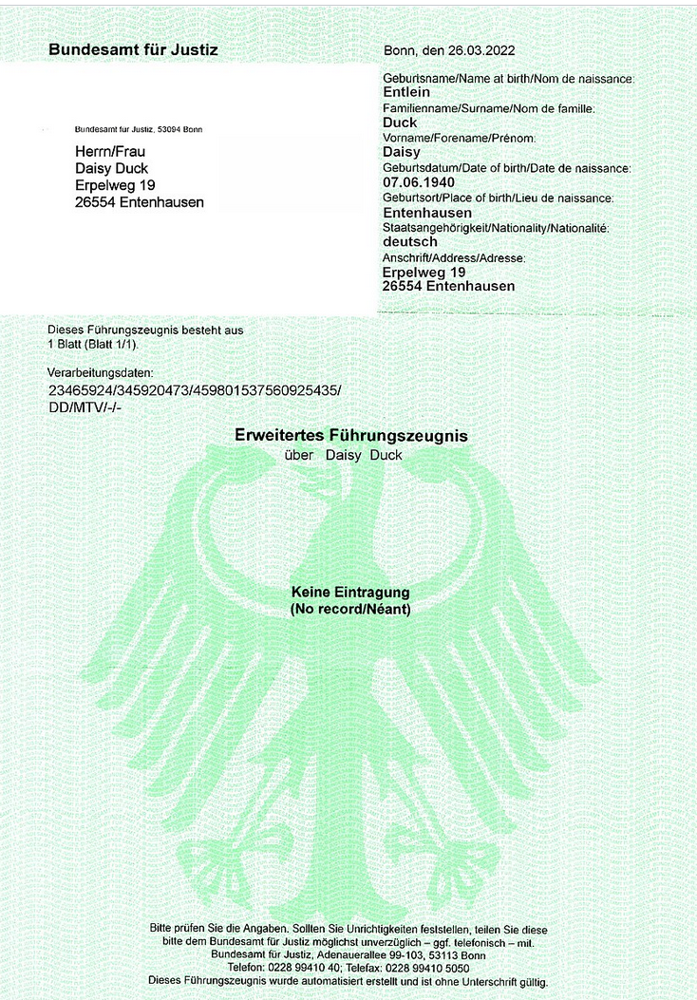 Bundesamt für Justiz
Bonn, den 26.03.2022
Bundesamt für Justiz, 53094 Bonn
Herrn/Frau
Daisy Duck
Erpelweg 19
26554 Entenhausen
Geburtsname/Name at birth/Nom de naissance:
Entlein
Familienname/Surname/Nom de famille:
Duck
Vorname/Forename/Prénom:
Daisy
Geburtsdatum/Date of birth/Date de naissance:
07.06.1940
Geburtsort/Place of birth/Lieu de naissance:
Entenhausen
Staatsangehörigkeit/Nationality/Nationalité:
deutsch
Anschrift/Address/Adresse:
Erpelweg 19
26554 Entenhausen
Dieses Führungszeugnis besteht aus
1 Blatt (Blatt 1/1).
Verarbeitungsdaten:
23465924/345920473/459801537560925435/
DD/MTV/-/-
Erweitertes Führungszeugnis
über Daisy Duck
Keine Eintragung
(No record/Néant)
Bitte prüfen Sie die Angaben. Sollten Sie Unrichtigkeiten feststellen, teilen Sie diese
bitte dem Bundesamt für Justiz möglichst unverzüglich – ggf. telefonisch – mit.
Bundesamt für Justiz, Adenauerallee 99-103, 53113 Bonn
Telefon: 0228 99410 40; Telefax: 0228 99410 5050
Dieses Führungszeugnis wurde automatisiert erstellt und ist ohne Unterschrift gültig.